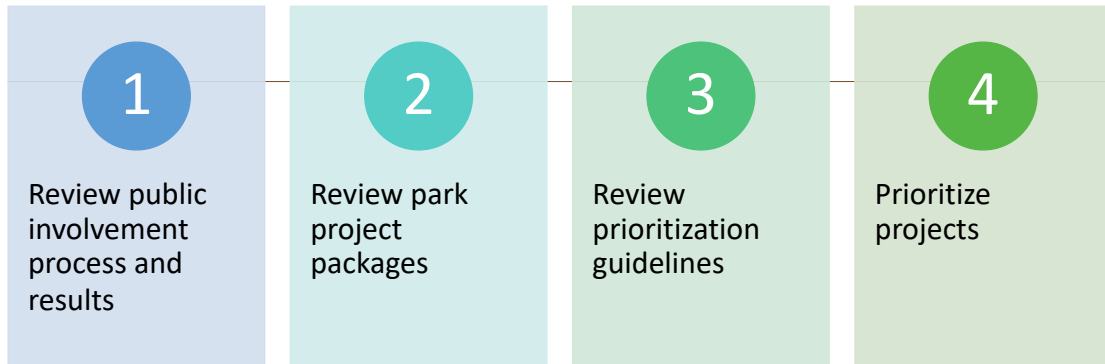 1
Review public
involvement
process and
results
2
Review park
project
packages
3
Review
prioritization
guidelines
4
Prioritize
projects